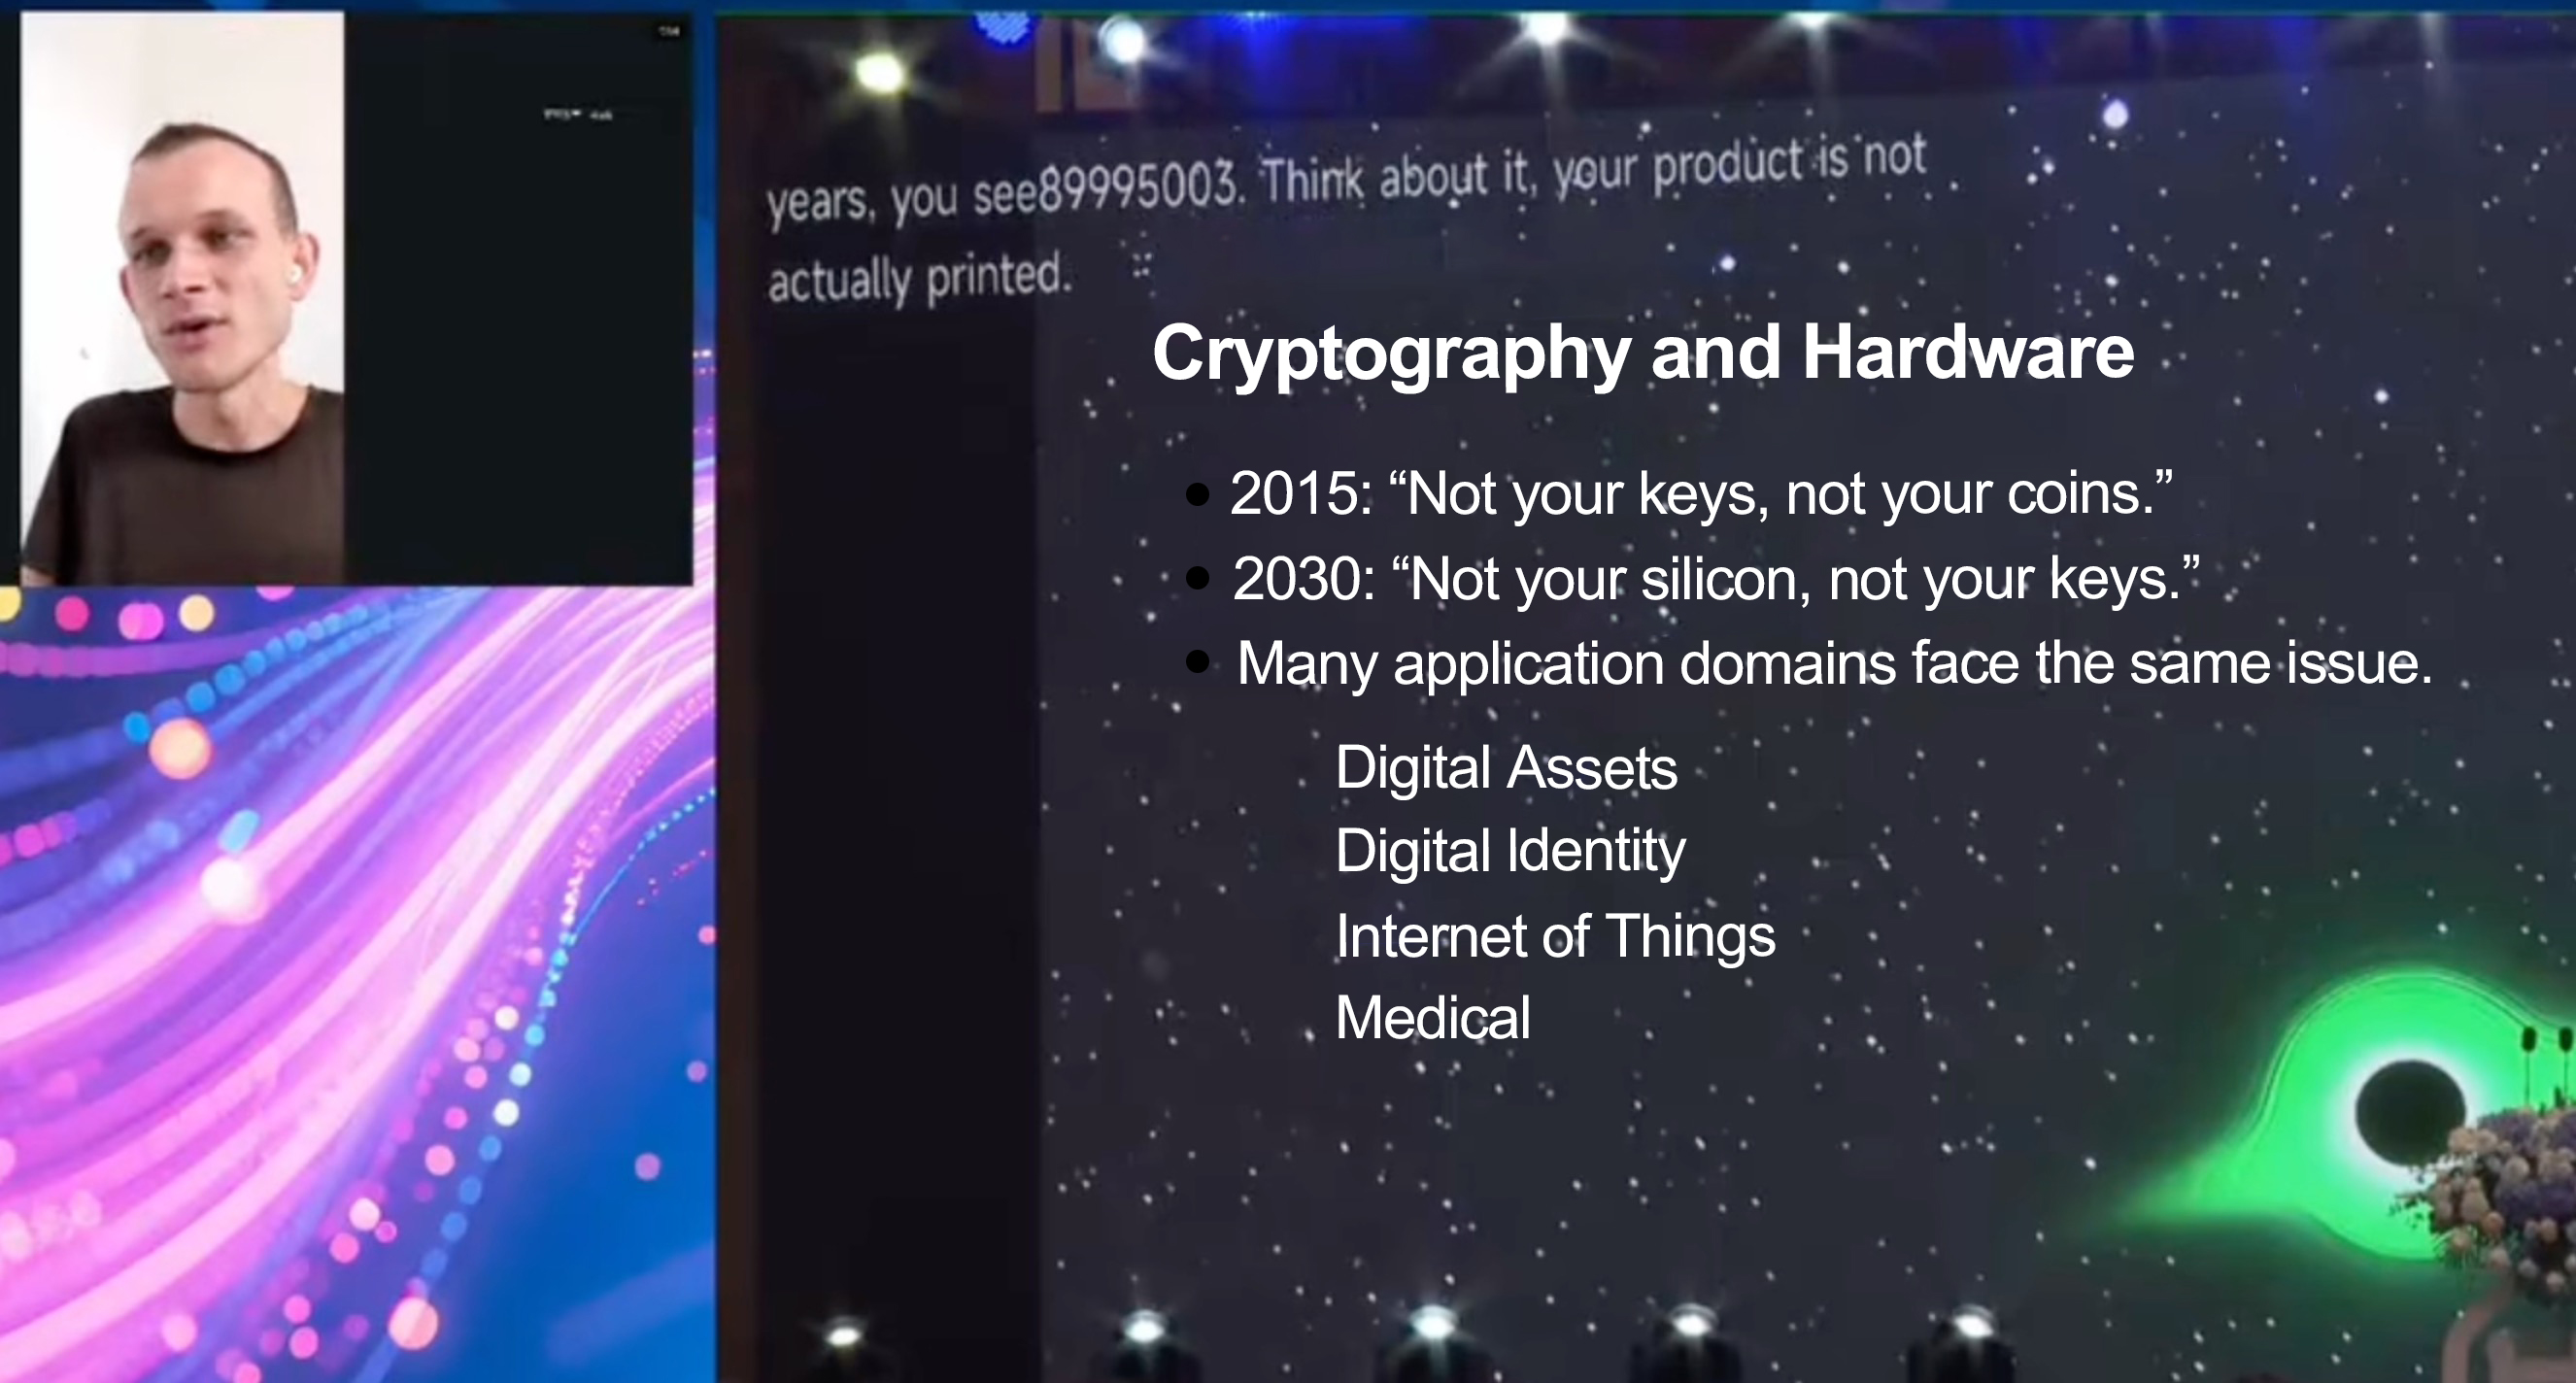 years, you see89995003. Think about it, your product is not
actually printed.
Cryptography and Hardware
2015: “Not your keys, not your coins.”
2030: “Not your silicon, not your keys.”
Many application domains face the same issue.
Digital Assets
Digital Identity
Internet of Things
Medical